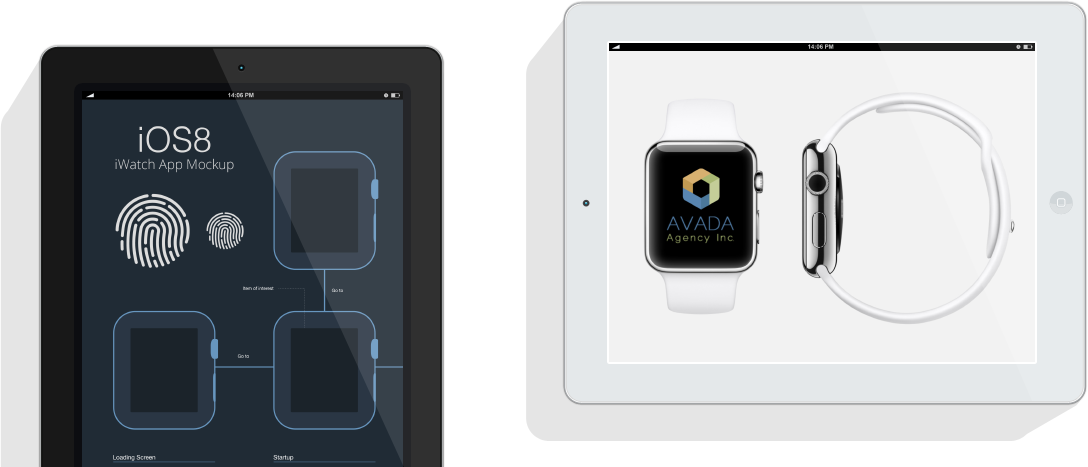 14:06 PM
iOS8
iWatch App Mockup
Item of interest
Go to
Go to
Loading Screen
Startup
14:06 PM
AVADA
Agency Inc